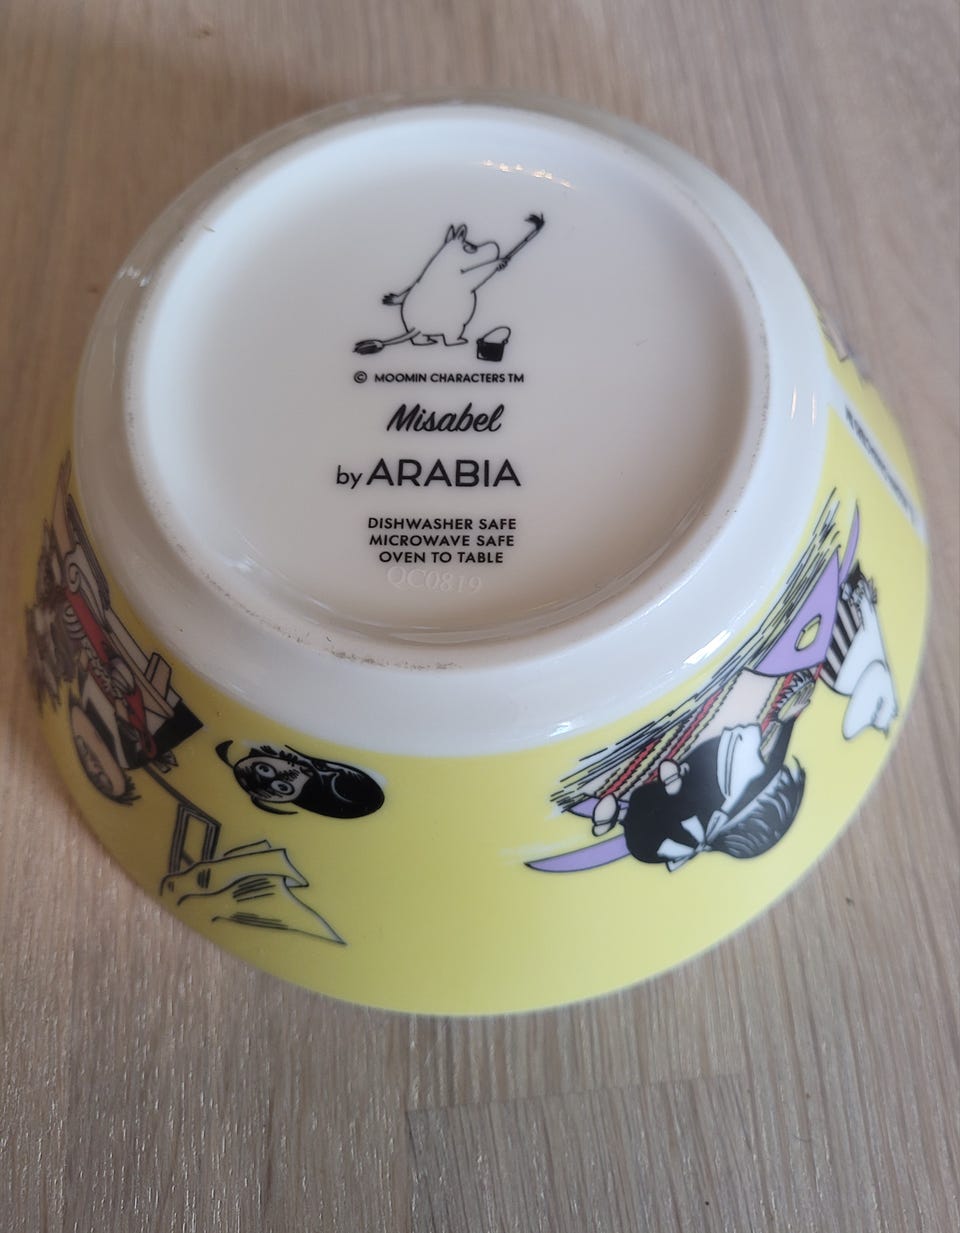 © MOOMIN CHARACTERS TM
Misabel
by ARABIA
DISHWASHER SAFE
MICROWAVE SAFE
OVEN TO TABLE
QC0819